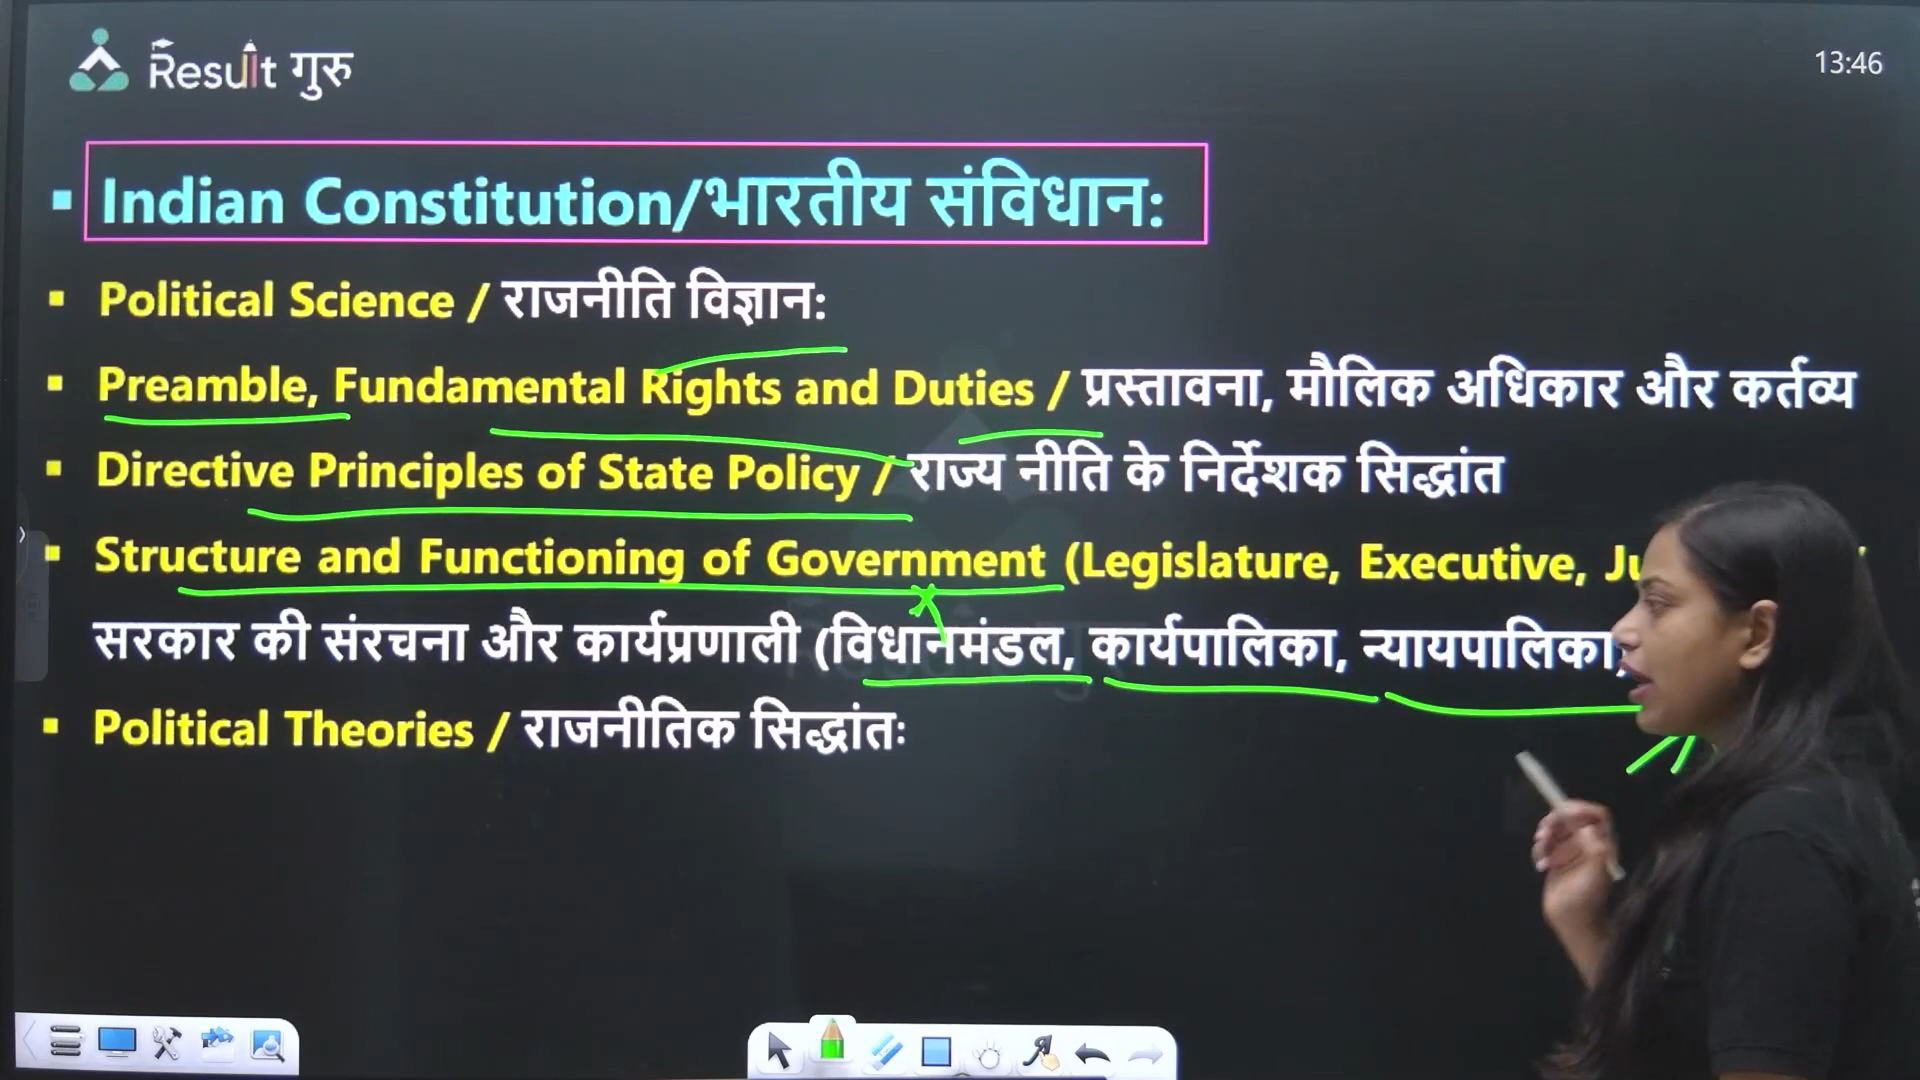 Result गुरु
13:46
Indian Constitution/भारतीय संविधान:
Political Science / राजनीति विज्ञान:
Preamble, Fundamental Rights and Duties / प्रस्तावना, मौलिक अधिकार और कर्तव्य
Directive Principles of State Policy / राज्य नीति के निर्देशक सिद्धांत
Structure and Functioning of Government (Legislature, Executive,
सरकार की संरचना और कार्यप्रणाली (विधानमंडल, कार्यपालिका, न्यायपालिका)
Political Theories / राजनीतिक सिद्धांतः